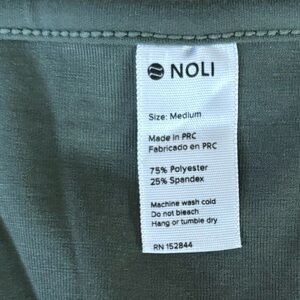 NOLI
Size: Medium
Made in PRC
Fabricado en PRC
75% Polyester
25% Spandex
Machine wash cold
Do not bleach
Hang or tumble dry
RN 152844